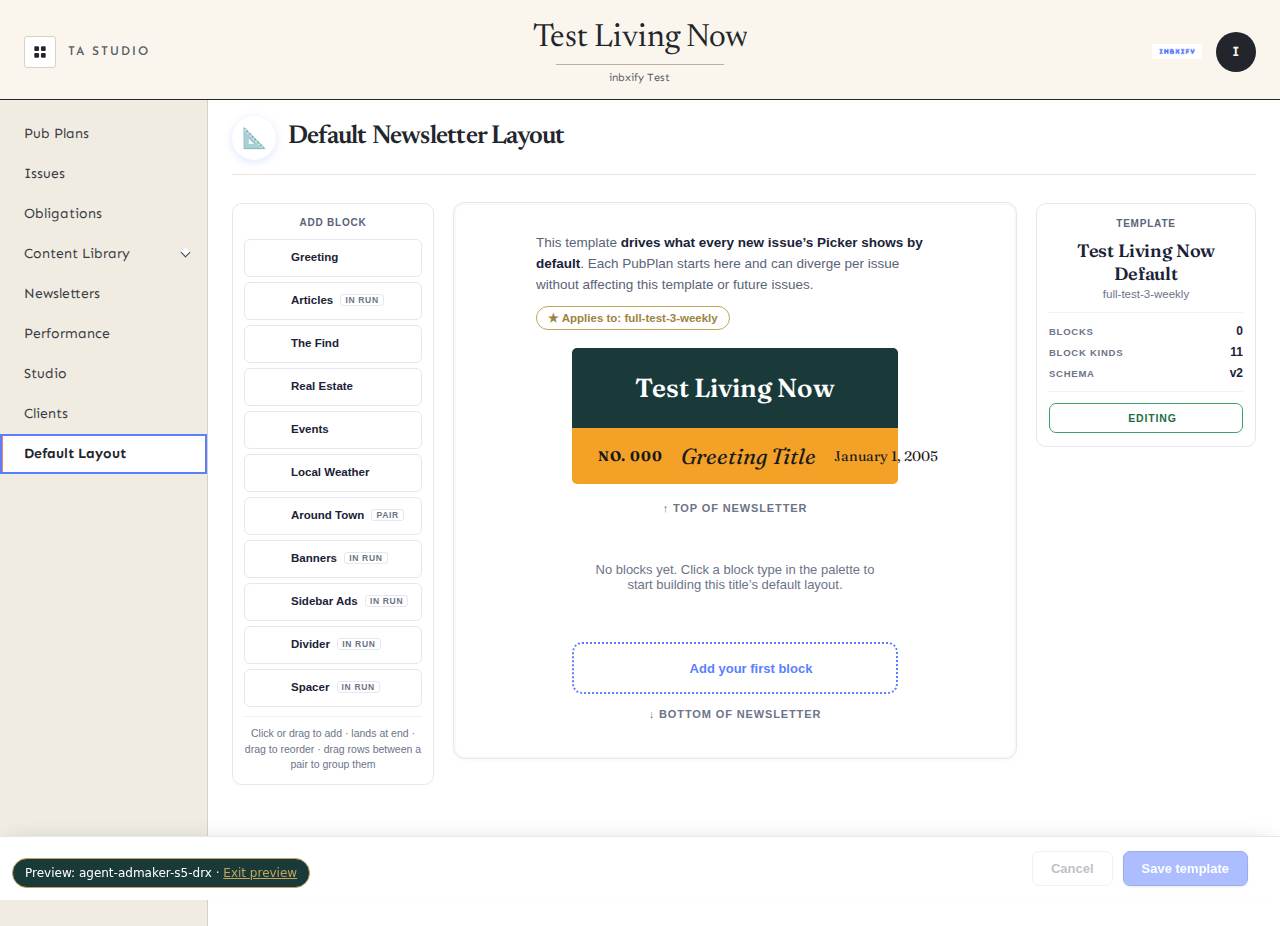 TA STUDIO
Test Living Now
inbxify Test
INBXIFY
I
Pub Plans
Issues
Obligations
Content Library
Newsletters
Performance
Studio
Clients
Default Layout
Default Newsletter Layout
ADD BLOCK
Greeting
Articles IN RUN
The Find
Real Estate
Events
Local Weather
Around Town PAIR
Banners IN RUN
Sidebar Ads IN RUN
Divider IN RUN
Spacer IN RUN
Click or drag to add · lands at end ·
drag to reorder · drag rows between a
pair to group them
This template drives what every new issue’s Picker shows by
default. Each PubPlan starts here and can diverge per issue
without affecting this template or future issues.
★ Applies to: full-test-3-weekly
Test Living Now
NO. 000 Greeting Title January 1, 2005
↑ TOP OF NEWSLETTER
No blocks yet. Click a block type in the palette to
start building this title’s default layout.
Add your first block
↓ BOTTOM OF NEWSLETTER
TEMPLATE
Test Living Now
Default
full-test-3-weekly
BLOCKS 0
BLOCK KINDS 11
SCHEMA v2
EDITING
Preview: agent-admaker-s5-drx · Exit preview
Cancel
Save template